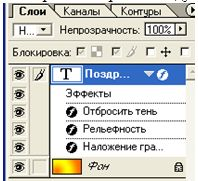 Слои Каналы Контуры
Н... Непрозрачность: 100%
Блокировка:
T Поздр...
Эффекты
Отбросить тень
Рельефность
Наложение гра...
Фон